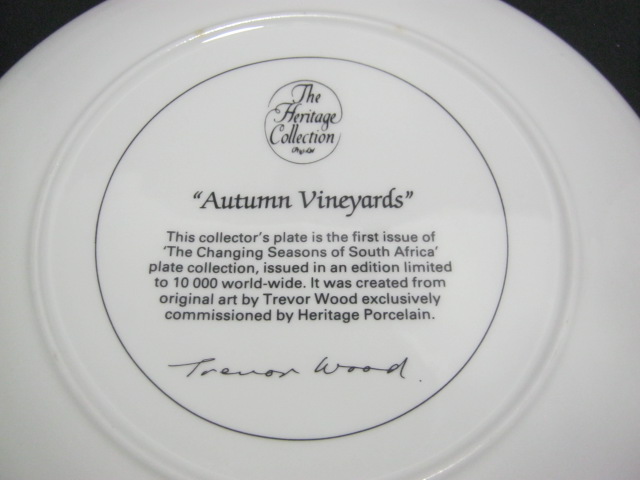 The
Heritage
Collection
(Pty) Ltd
“Autumn Vineyards”
This collector's plate is the first issue of
'The Changing Seasons of South Africa'
plate collection, issued in an edition limited
to 10 000 world-wide. It was created from
original art by Trevor Wood exclusively
commissioned by Heritage Porcelain.
Trevor Wood.